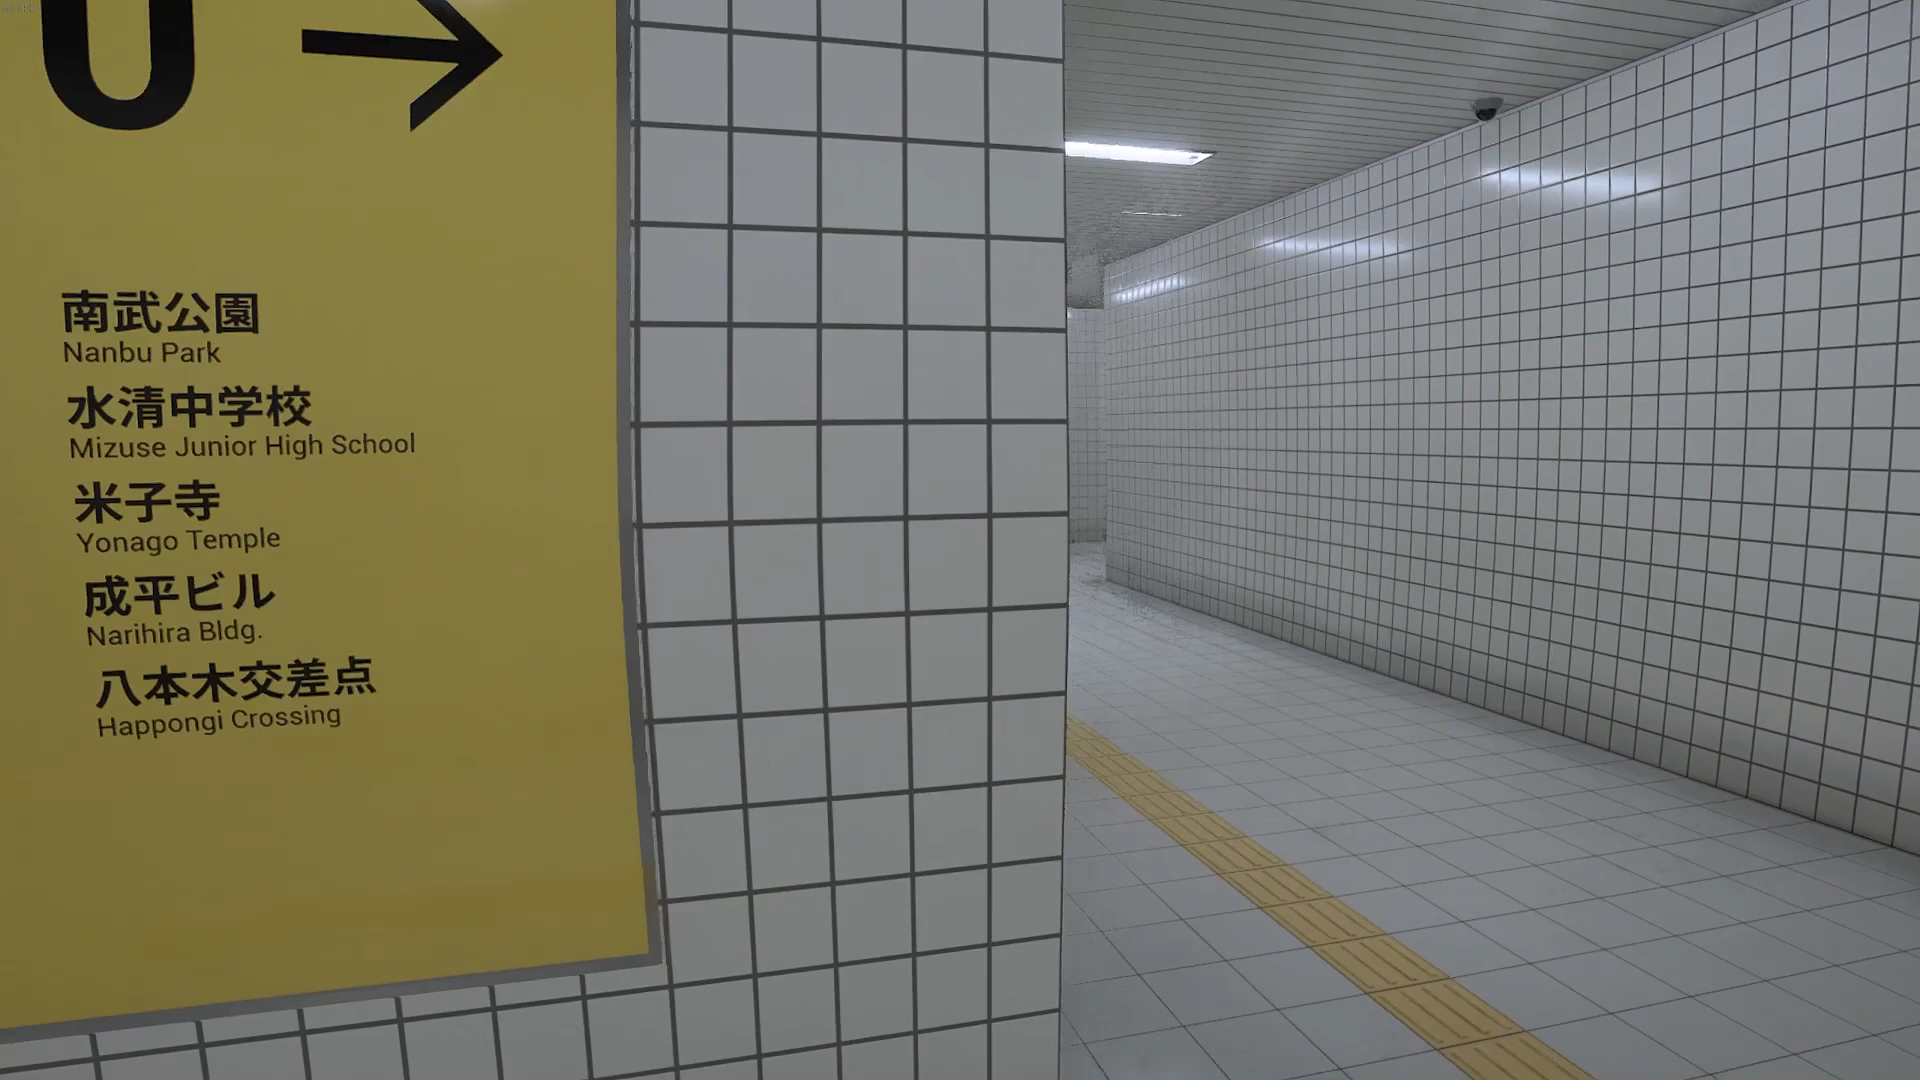 0
南武公園
Nanbu Park
水清中学校
Mizuse Junior High School
米子寺
Yonago Temple
成平ビル
Narihira Bldg.
八本木交差点
Happongi Crossing